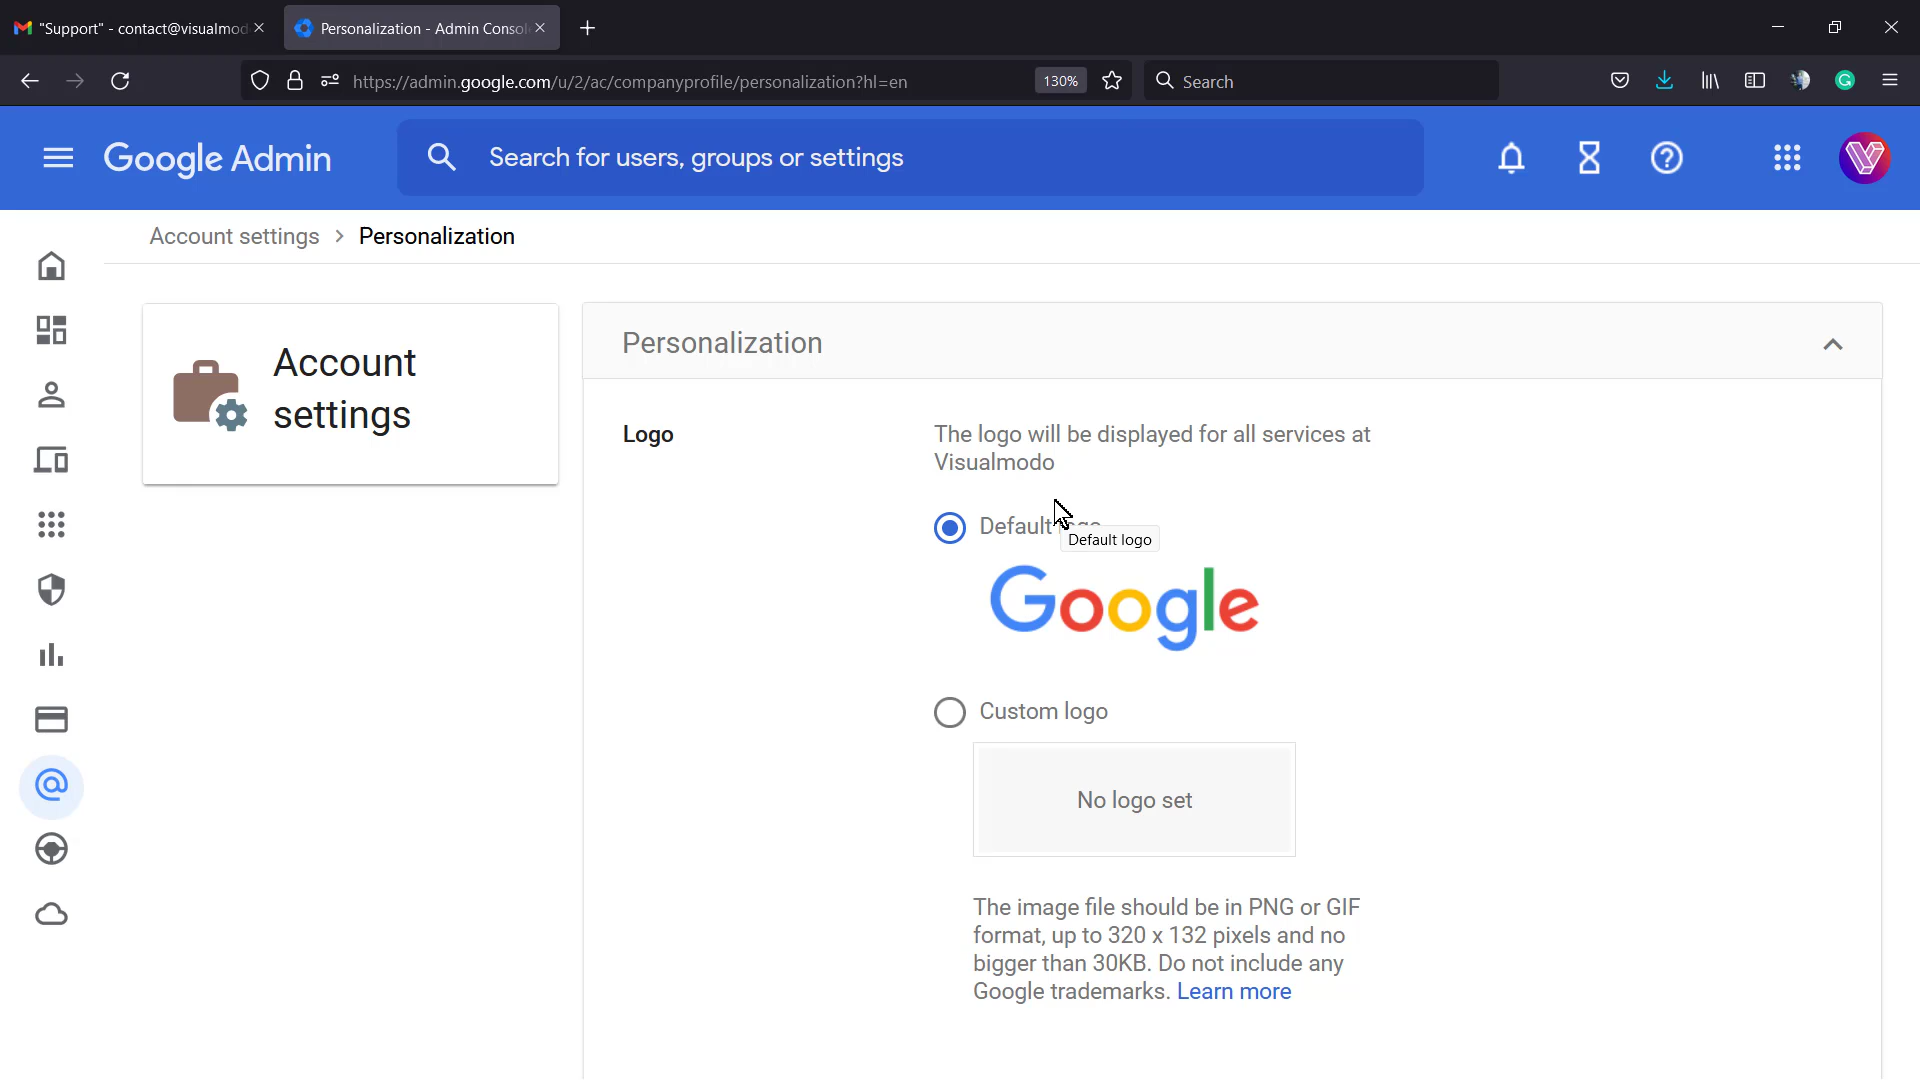 "Support" - contact@visualmod
Personalization - Admin Consol
https://admin.google.com/u/2/ac/companyprofile/personalization?hl=en
130%
Search
Google Admin
Search for users, groups or settings
Account settings > Personalization
Account
settings
Personalization
Logo
The logo will be displayed for all services at
Visualmodo
Default logo
Default logo
Google
Custom logo
No logo set
The image file should be in PNG or GIF
format, up to 320 x 132 pixels and no
bigger than 30KB. Do not include any
Google trademarks. Learn more